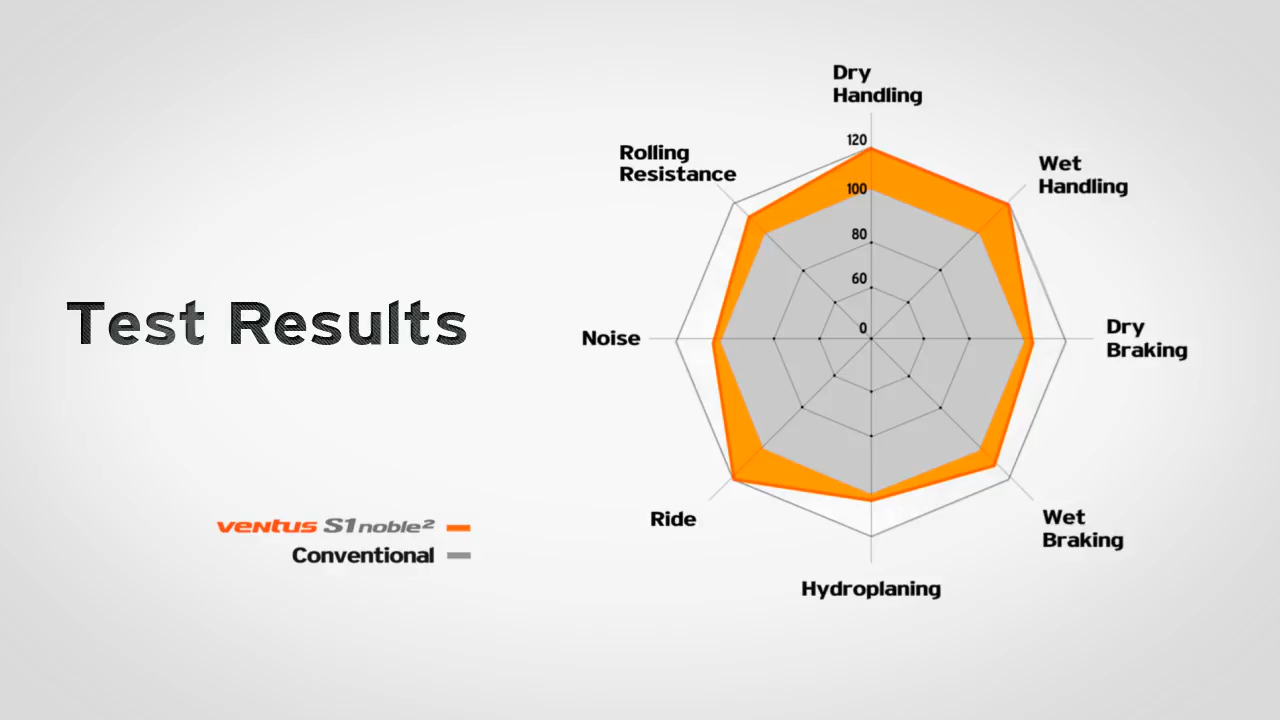 Test Results
ventus S1 noble²
Conventional
Dry
Handling
Wet
Handling
Dry
Braking
Wet
Braking
Hydroplaning
Ride
Noise
Rolling
Resistance
120
100
80
60
0